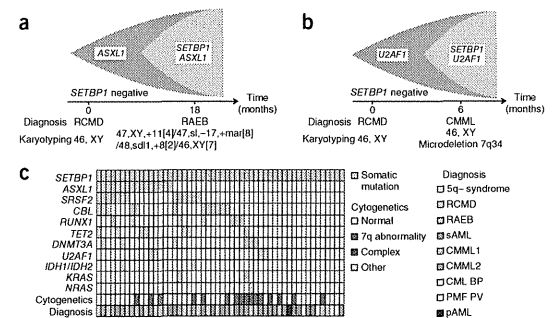 a
ASXL1
SETBP1
ASXL1
SETBP1 negative
Time
(months)
0
18
Diagnosis RCMD
RAEB
Karyotyping 46, XY
47,XY,+11[4]/47,sl,−17,+mar[8]
/48,sdl1,+8[2]/46,XY[7]
b
U2AF1
SETBP1
U2AF1
SETBP1 negative
Time
(months)
0
6
Diagnosis RCMD
CMML
Karyotyping 46, XY
46, XY
Microdeletion 7q34
c
SETBP1
ASXL1
SRSF2
CBL
RUNX1
TET2
DNMT3A
U2AF1
IDH1/IDH2
KRAS
NRAS
Cytogenetics
Diagnosis
Somatic
mutation
Cytogenetics
Normal
7q abnormality
Complex
Other
Diagnosis
5q− syndrome
RCMD
RAEB
sAML
CMML1
CMML2
CML BP
PMF PV
pAML